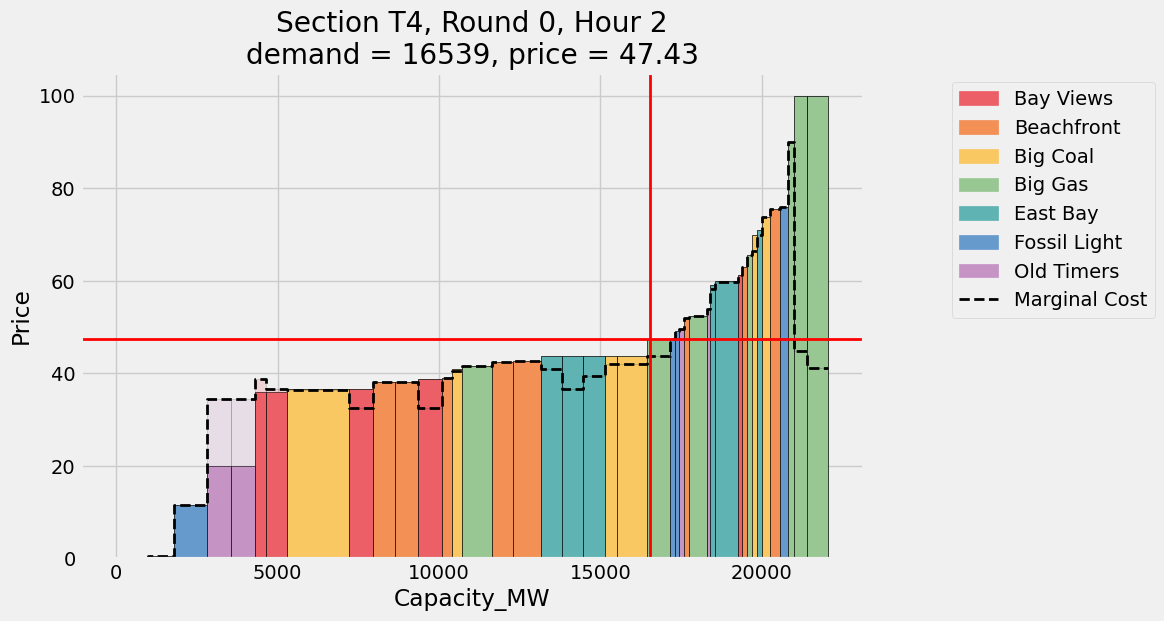 Section T4, Round 0, Hour 2
demand = 16539, price = 47.43
Price
100
80
60
40
20
0
0 5000 10000 15000 20000
Capacity_MW
Bay Views
Beachfront
Big Coal
Big Gas
East Bay
Fossil Light
Old Timers
Marginal Cost